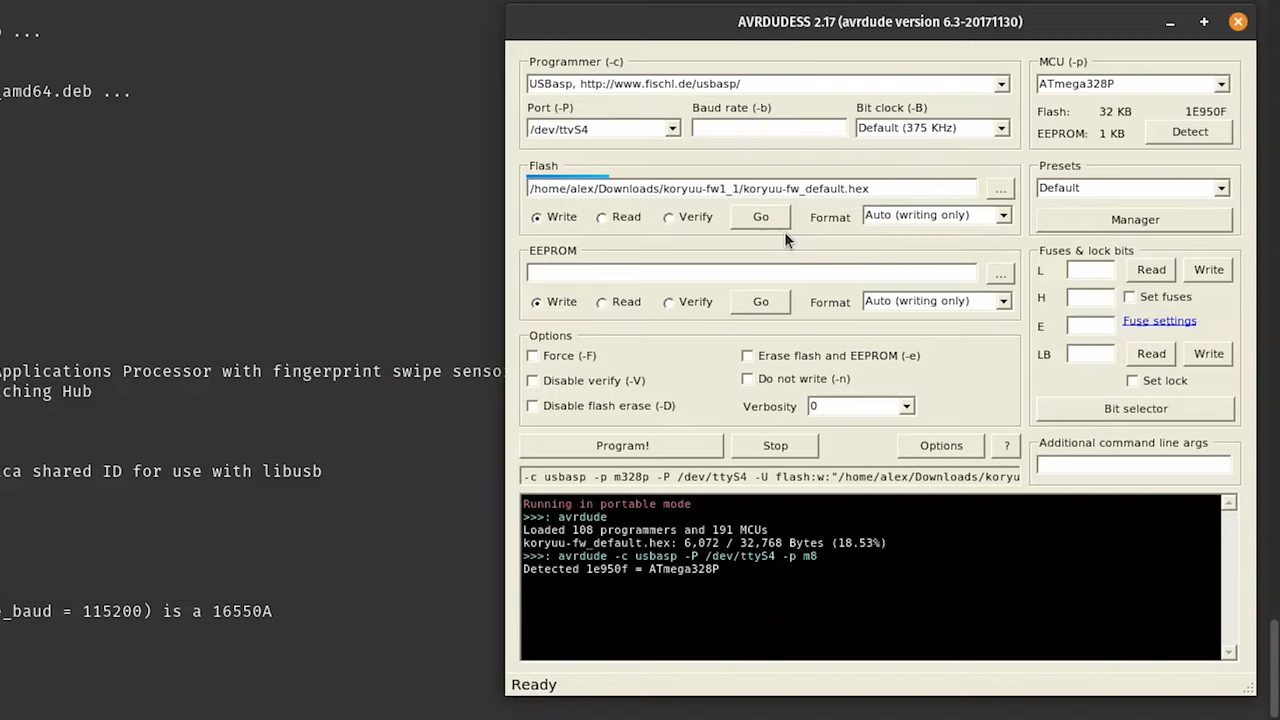 ...
_amd64.deb ...
Applications Processor with fingerprint swipe senso
ching Hub
ca shared ID for use with libusb
e_baud = 115200) is a 16550A
AVRDUDESS 2.17 (avrdude version 6.3-20171130)
Programmer (-c)
USBasp, http://www.fischl.de/usbasp/
Port (-P) Baud rate (-b) Bit clock (-B)
/dev/ttyS4 Default (375 KHz)
MCU (-p)
ATmega328P
Flash: 32 KB 1E950F
EEPROM: 1 KB Detect
Flash
/home/alex/Downloads/koryuu-fw1_1/koryuu-fw_default.hex ...
Write Read Verify Go Format Auto (writing only)
Presets
Default
Manager
EEPROM
...
Write Read Verify Go Format Auto (writing only)
Fuses & lock bits
L Read Write
H Set fuses
E Fuse settings
LB Read Write
Set lock
Bit selector
Options
Force (-F) Erase flash and EEPROM (-e)
Disable verify (-V) Do not write (-n)
Disable flash erase (-D) Verbosity 0
Program! Stop Options ?
Additional command line args
-c usbasp -p m328p -P /dev/ttyS4 -U flash:w:"/home/alex/Downloads/koryu
Running in portable mode
>>>: avrdude
Loaded 108 programmers and 191 MCUs
koryuu-fw_default.hex: 6,072 / 32,768 Bytes (18.53%)
>>>: avrdude -c usbasp -P /dev/ttyS4 -p m8
Detected 1e950f = ATmega328P
Ready